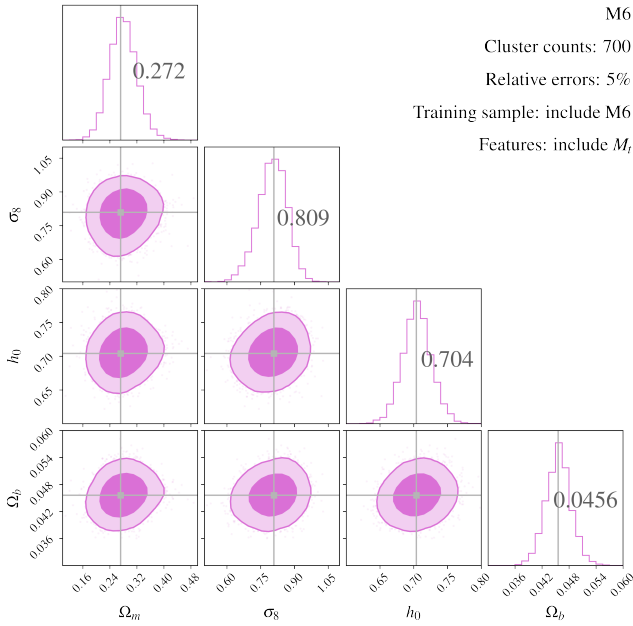 M6
Cluster counts: 700
Relative errors: 5%
Training sample: include M6
Features: include M_t
0.272
1.05
0.90
0.75
0.60
σ_8
0.809
0.80
0.75
0.70
0.65
h_0
0.704
0.060
0.054
0.048
0.042
0.036
Ω_b
0.0456
0.16 0.24 0.32 0.40 0.48
0.60 0.75 0.90 1.05
0.65 0.70 0.75 0.80
0.036 0.042 0.048 0.054 0.060
Ω_m σ_8 h_0 Ω_b